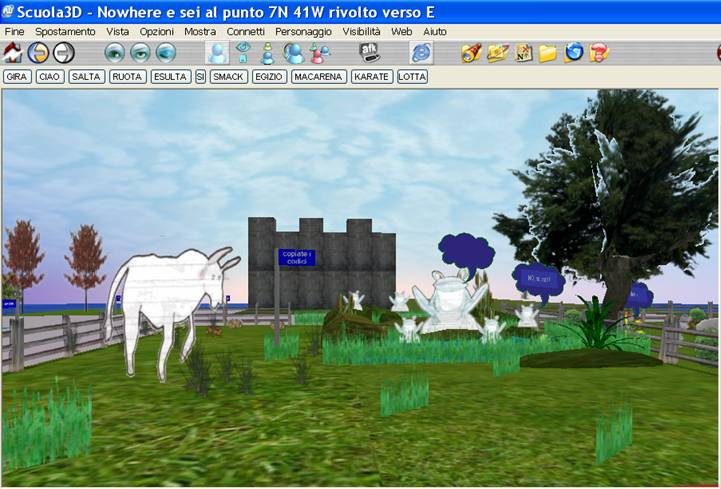 Scuola3D - Nowhere e sei al punto 7N 41W rivolto verso E
Fine Spostamento Vista Opzioni Mostra Connetti Personaggio Visibilità Web Aiuto
afk
GIRA CIAO SALTA RUOTA ESULTA SI SMACK EGIZIO MACARENA KARATE LOTTA
copiate i
codici